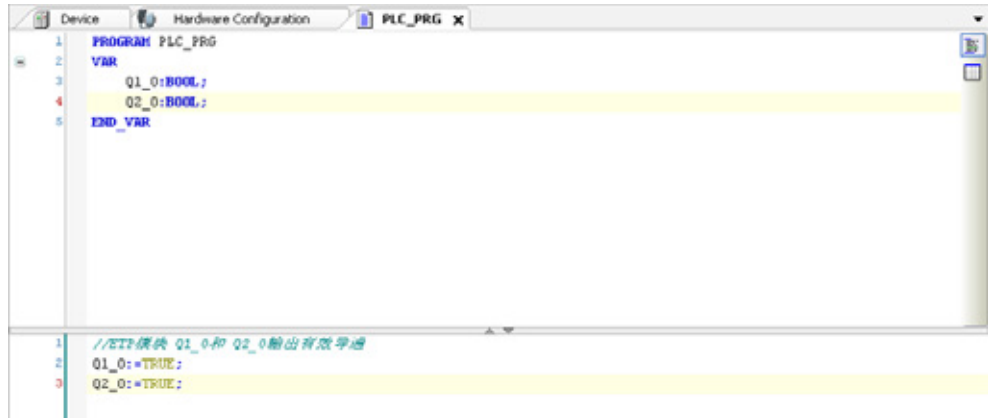 Device Hardware Configuration PLC_PRG X
1 PROGRAM PLC_PRG
2 VAR
3 Q1_0:BOOL;
4 Q2_0:BOOL;
5 END_VAR
1 //ETP模块 Q1_0和 Q2_0输出有效导通
2 Q1_0:=TRUE;
3 Q2_0:=TRUE;